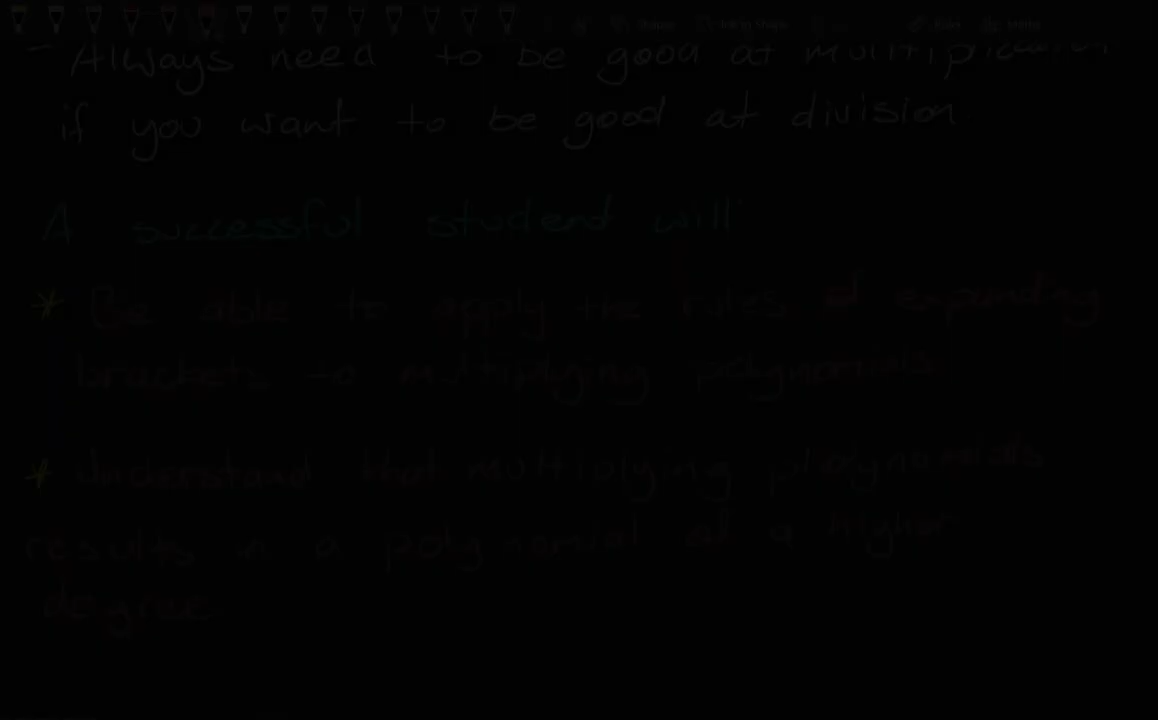 - Always need to be good at multiplication
if you want to be good at division
A successful student will
* Be able to apply the rules of expanding
brackets to multiplying polynomials
* Understand that multiplying plolynomials
results in a polynomial of a higher
degree